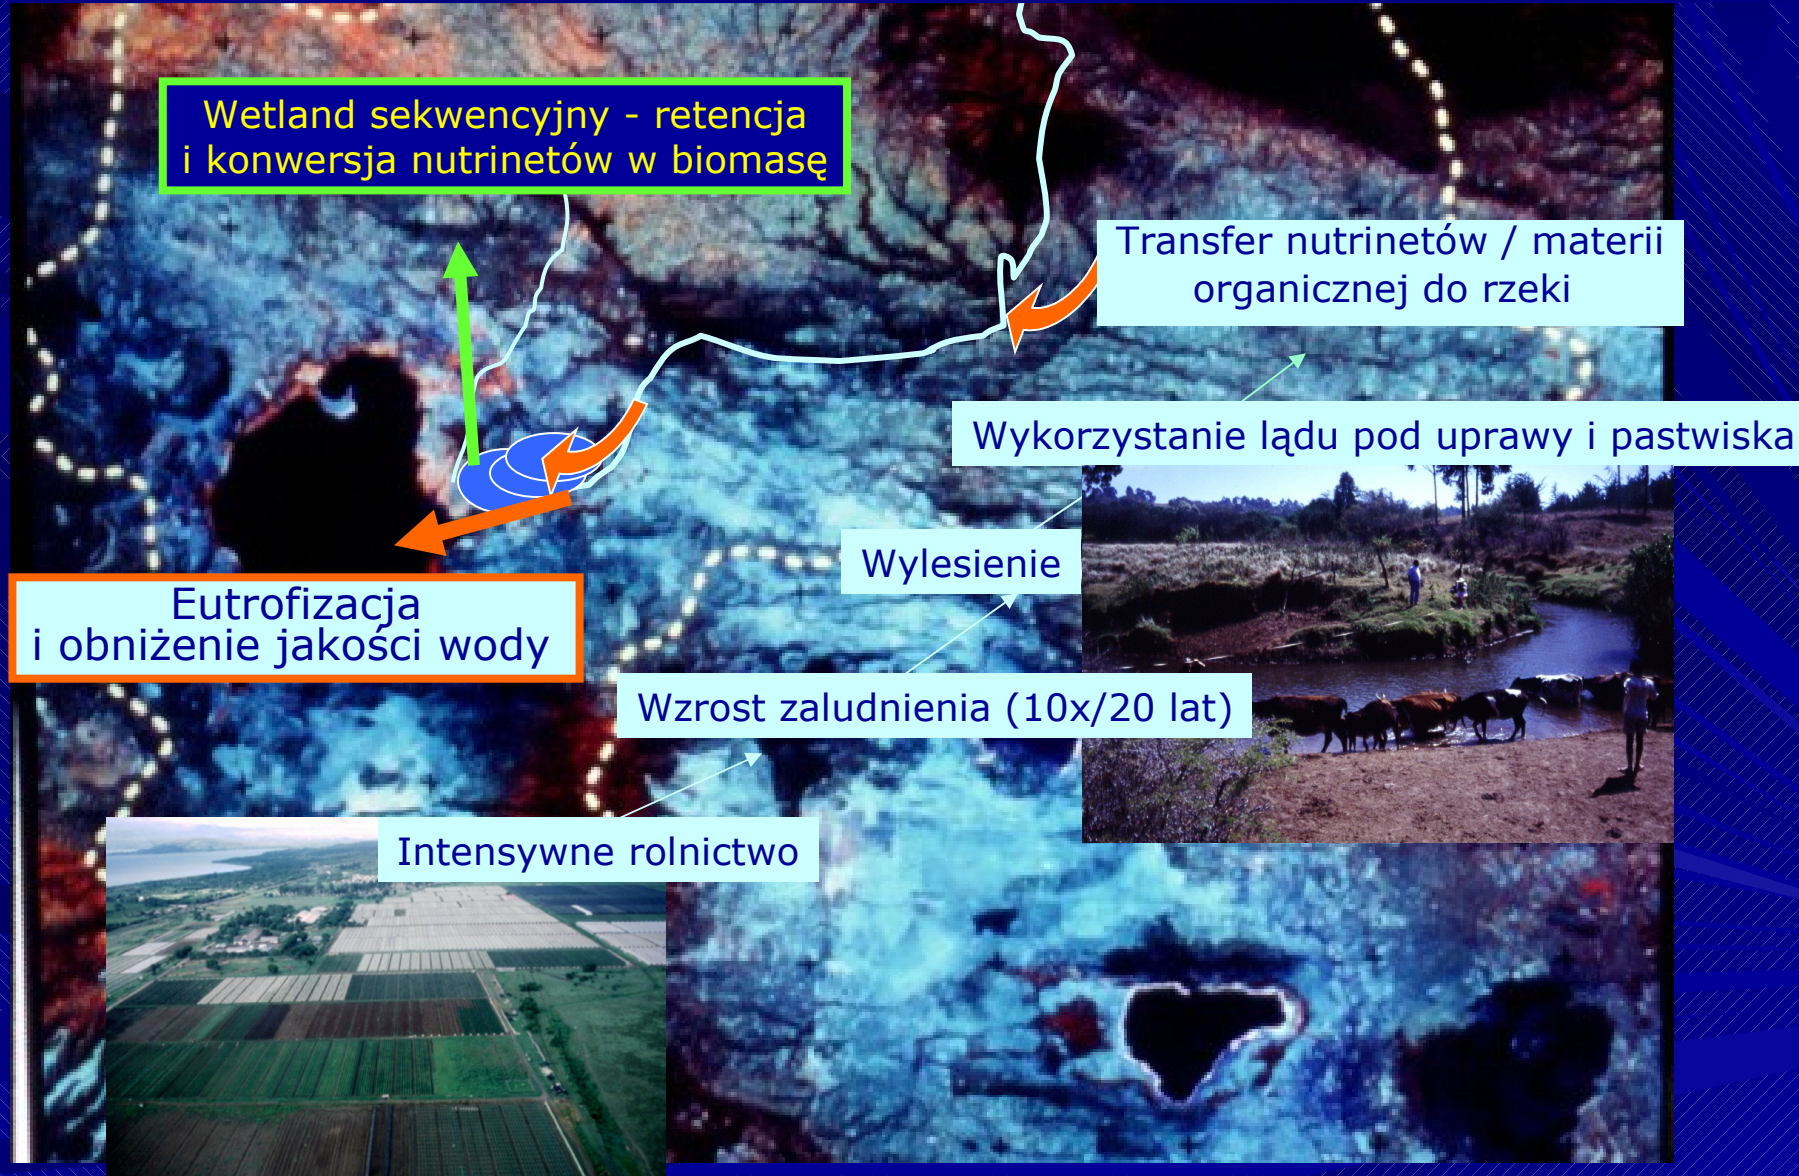 Wetland sekwencyjny - retencja
i konwersja nutrinetów w biomasę
Transfer nutrinetów / materii
organicznej do rzeki
Wykorzystanie lądu pod uprawy i pastwiska
Wylesienie
Eutrofizacja
i obniżenie jakości wody
Wzrost zaludnienia (10x/20 lat)
Intensywne rolnictwo